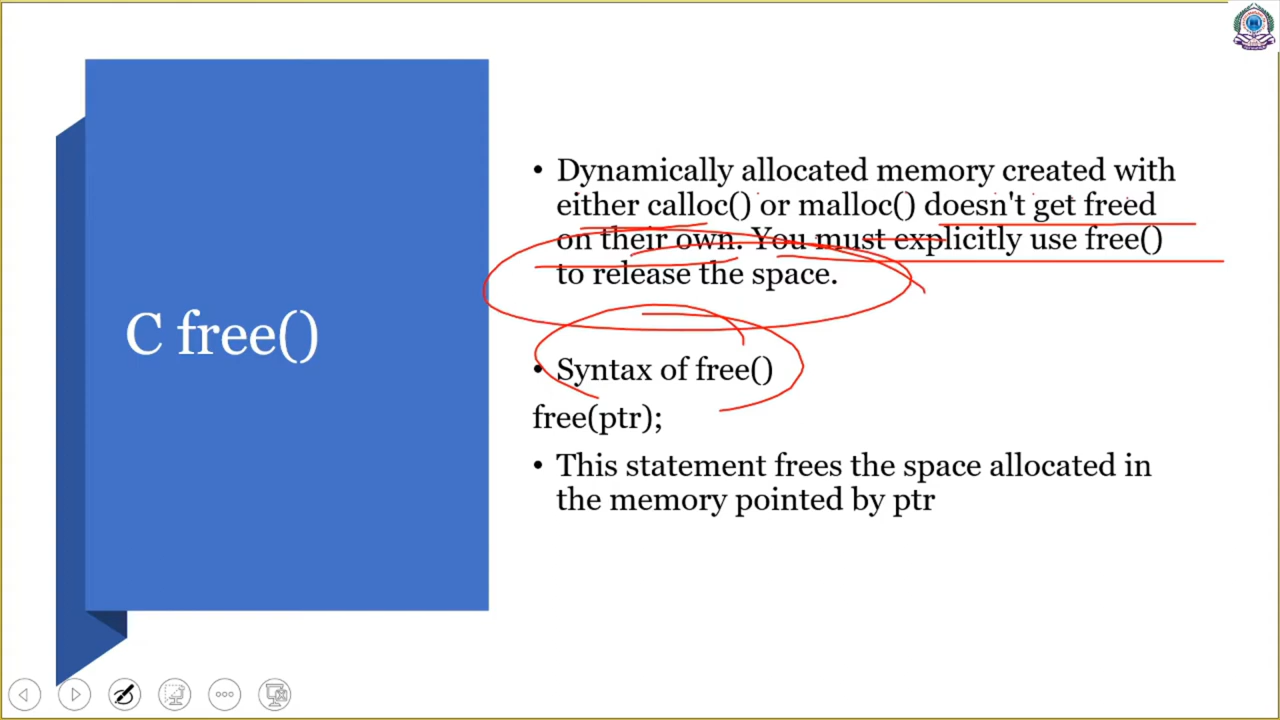 C free()
• Dynamically allocated memory created with
either calloc() or malloc() doesn't get freed
on their own. You must explicitly use free()
to release the space.
• Syntax of free()
free(ptr);
• This statement frees the space allocated in
the memory pointed by ptr